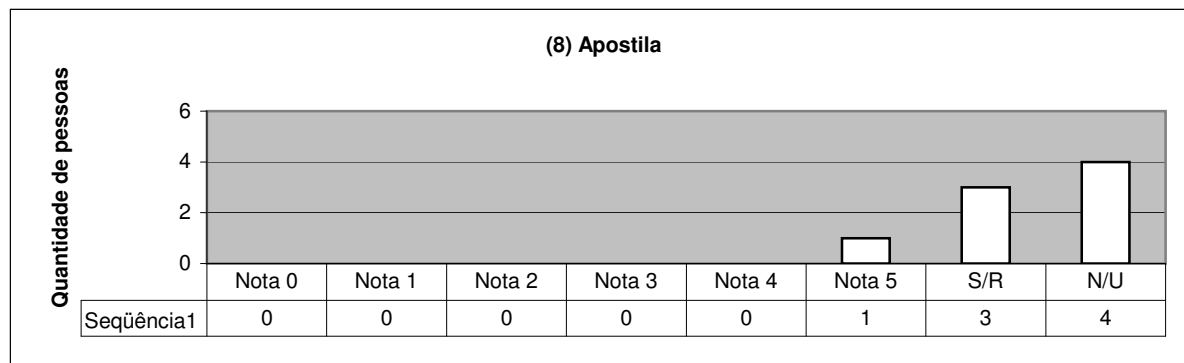 (8) Apostila
Quantidade de pessoas
6
4
2
0
Nota 0 Nota 1 Nota 2 Nota 3 Nota 4 Nota 5 S/R N/U
Seqüência1 0 0 0 0 0 1 3 4